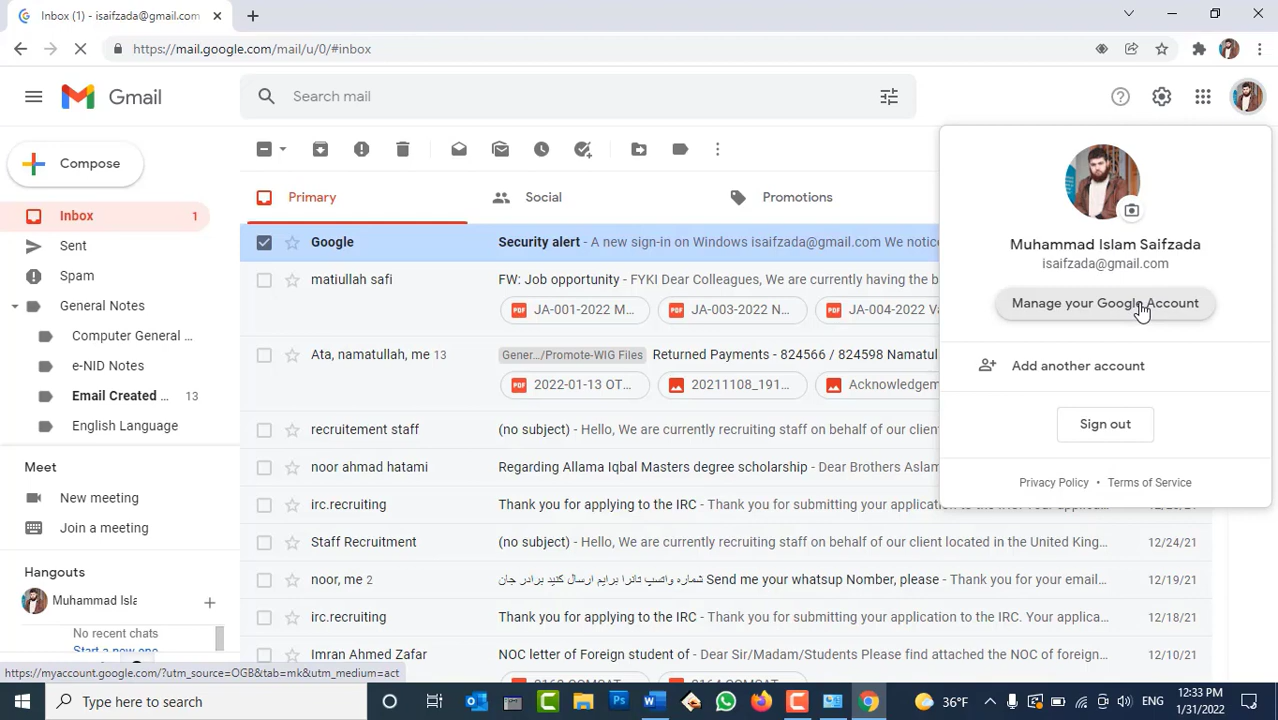 Inbox (1) - isaifzada@gmail.com
https://mail.google.com/mail/u/0/#inbox
Gmail
Search mail
Compose
Inbox 1
Sent
Spam
General Notes
Computer General ...
e-NID Notes
Email Created ... 13
English Language
Meet
New meeting
Join a meeting
Hangouts
Muhammad Isla
No recent chats
Start a new one
Primary
Social
Promotions
Google Security alert - A new sign-in on Windows isaifzada@gmail.com We notic
matiullah safi FW: Job opportunity - FYKI Dear Colleagues, We are currently having the b
PDF JA-001-2022 M... PDF JA-003-2022 N... PDF JA-004-2022 Va
Ata, namatullah, me 13 Gener.../Promote-WIG Files Returned Payments - 824566 / 824598 Namatul
PDF 2022-01-13 OT... 20211108_191... Acknowledgem
recruitement staff (no subject) - Hello, We are currently recruiting staff on behalf of our client
noor ahmad hatami Regarding Allama Iqbal Masters degree scholarship - Dear Brothers Aslam
irc.recruiting Thank you for applying to the IRC - Thank you for submitting your application
Staff Recruitment (no subject) - Hello, We are currently recruiting staff on behalf of our client located in the United King... 12/24/21
noor, me 2 شماره واتسپ تانرا برایم ارسال کنید برادر جان Send me your whatsup Nomber, please - Thank you for your email... 12/19/21
irc.recruiting Thank you for applying to the IRC - Thank you for submitting your application to the IRC. Your applica... 12/18/21
Imran Ahmed Zafar NOC letter of Foreign student of - Dear Sir/Madam/Students Please find attached the NOC of foreign... 12/10/21
Muhammad Islam Saifzada
isaifzada@gmail.com
Manage your Google Account
Add another account
Sign out
Privacy Policy • Terms of Service
https://myaccount.google.com/?utm_source=OGB&tab=mk&utm_medium=act
Type here to search
36°F
ENG
12:33 PM
1/31/2022